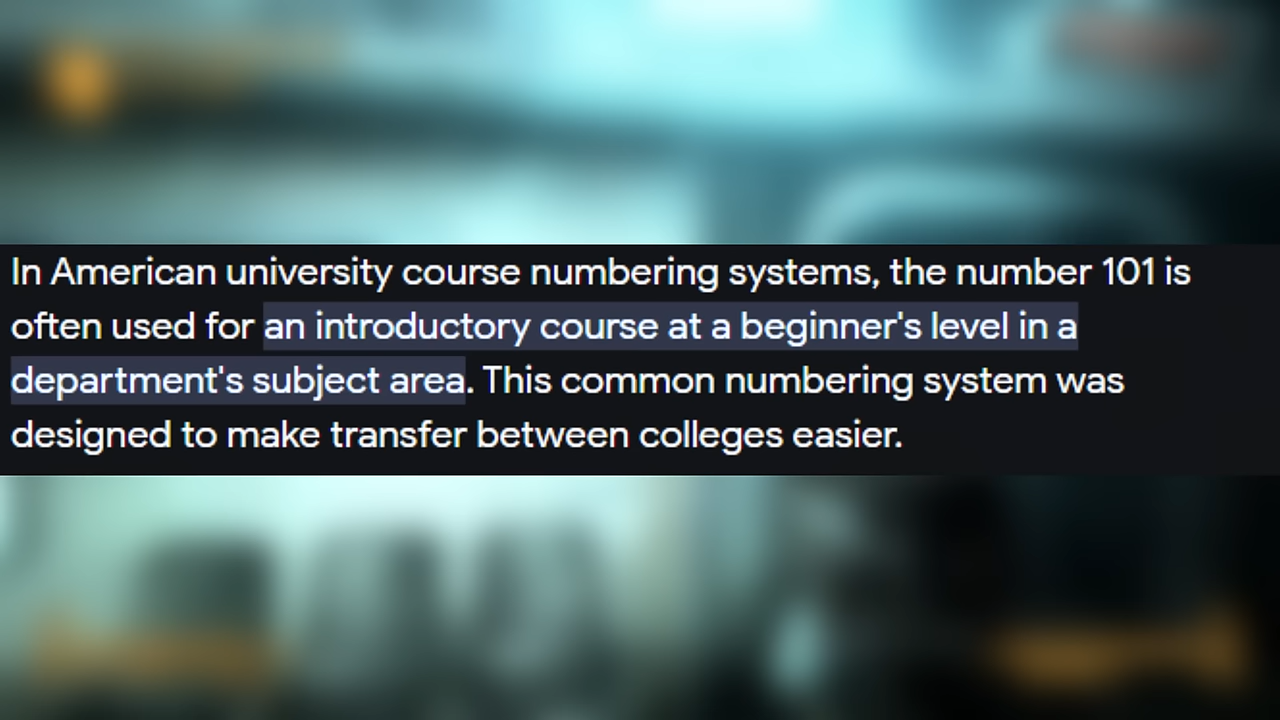 In American university course numbering systems, the number 101 is
often used for an introductory course at a beginner's level in a
department's subject area. This common numbering system was
designed to make transfer between colleges easier.